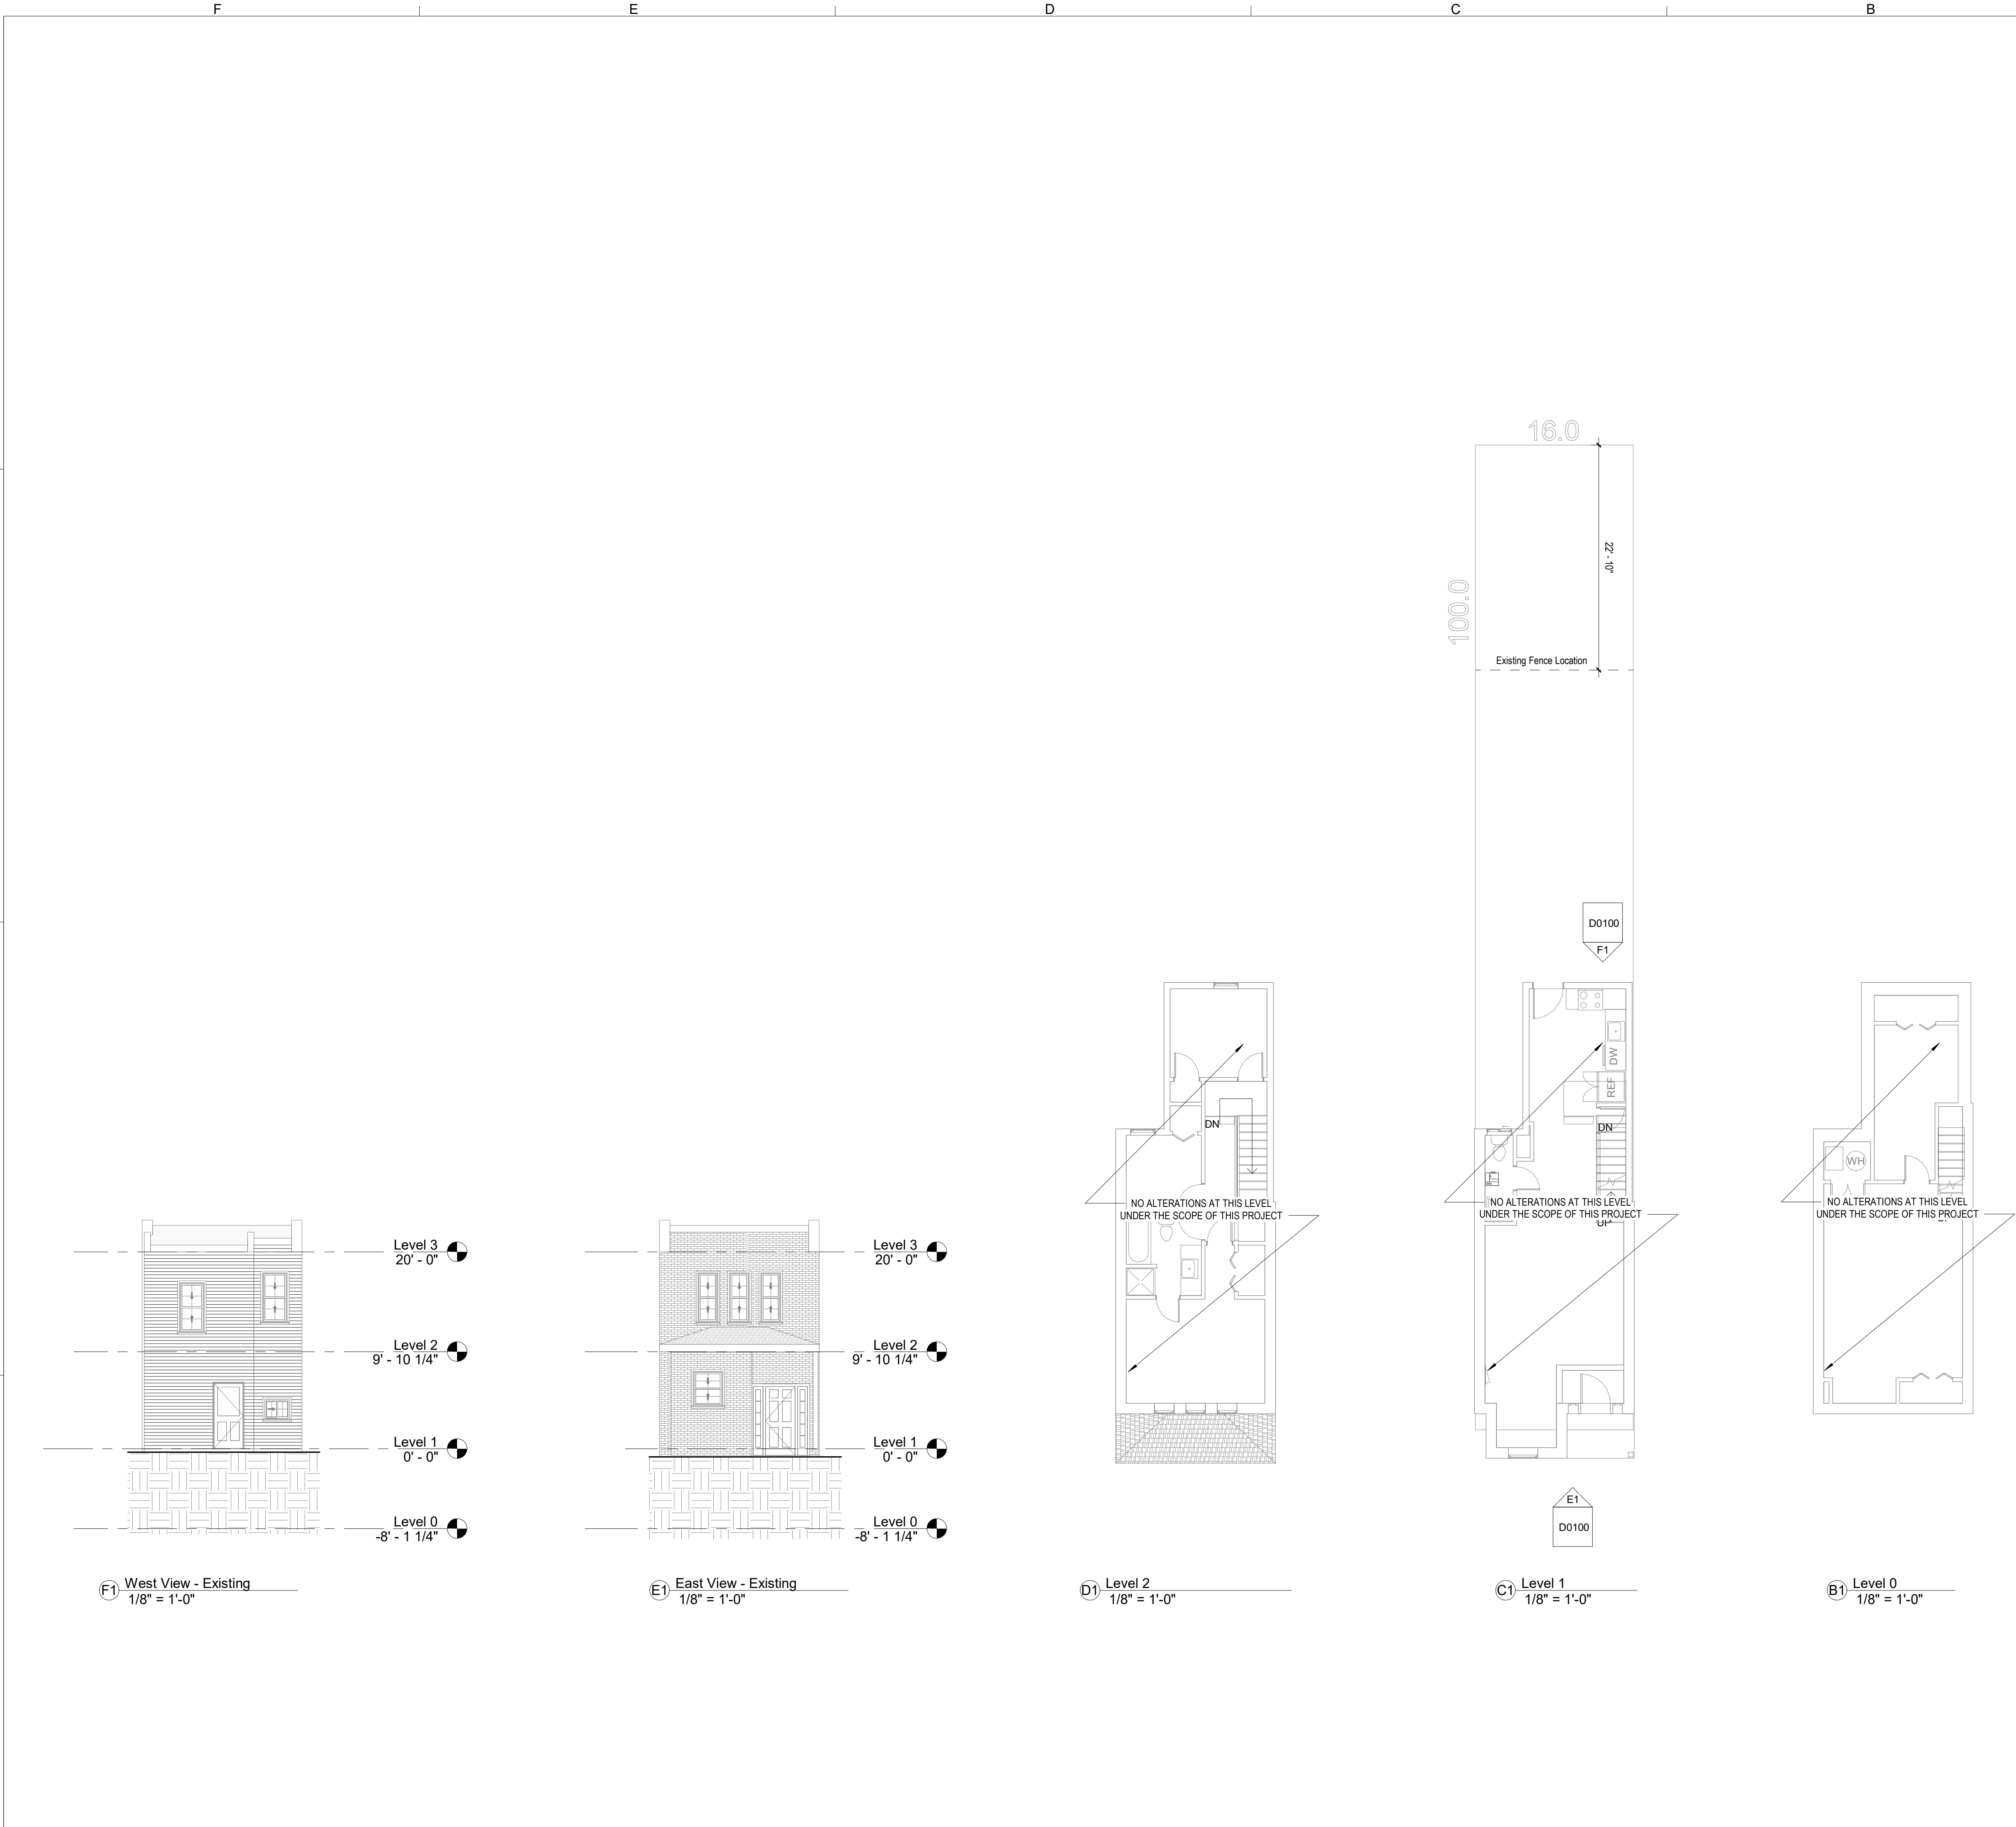 F
E
D
C
B
16.0
22' - 10"
100.0
Existing Fence Location
D0100
F1
DW
REF
DN
DN
WH
NO ALTERATIONS AT THIS LEVEL
UNDER THE SCOPE OF THIS PROJECT
NO ALTERATIONS AT THIS LEVEL
UNDER THE SCOPE OF THIS PROJECT
UP
NO ALTERATIONS AT THIS LEVEL
UNDER THE SCOPE OF THIS PROJECT
Level 3
20' - 0"
Level 2
9' - 10 1/4"
Level 1
0' - 0"
Level 0
-8' - 1 1/4"
Level 3
20' - 0"
Level 2
9' - 10 1/4"
Level 1
0' - 0"
Level 0
-8' - 1 1/4"
E1
D0100
F1
West View - Existing
1/8" = 1'-0"
E1
East View - Existing
1/8" = 1'-0"
D1
Level 2
1/8" = 1'-0"
C1
Level 1
1/8" = 1'-0"
B1
Level 0
1/8" = 1'-0"